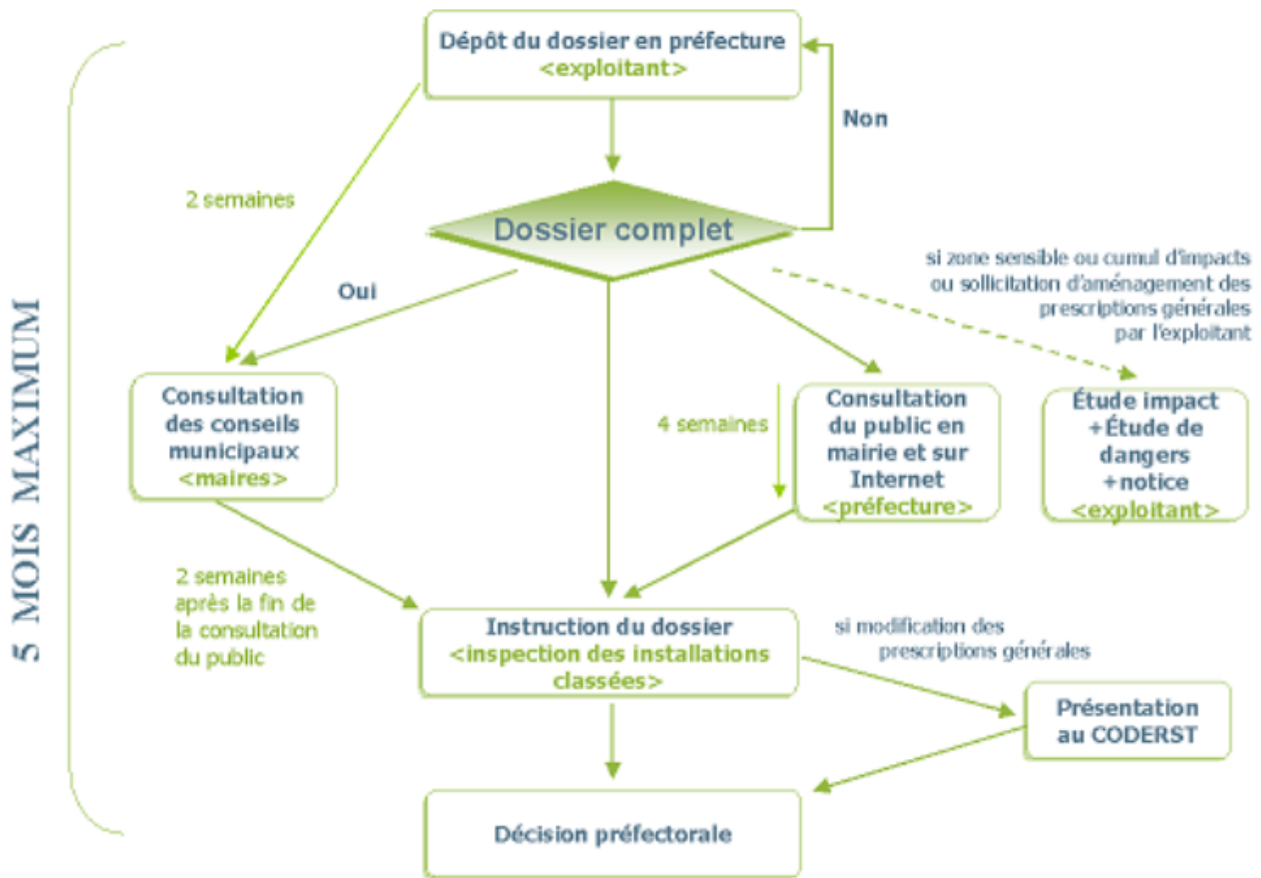 Dépôt du dossier en préfecture
<exploitant>
Non
2 semaines
Dossier complet
si zone sensible ou cumul d'impacts
ou sollicitation d'aménagement des
prescriptions générales
par l'exploitant
Oui
5 MOIS MAXIMUM
Consultation
des conseils
municipaux
<maires>
4 semaines
Consultation
du public en
mairie et sur
Internet
<préfecture>
Étude impact
+Étude de
dangers
+notice
<exploitant>
2 semaines
après la fin de
la consultation
du public
Instruction du dossier
<inspection des installations
classées>
si modification des
prescriptions générales
Présentation
au CODERST
Décision préfectorale